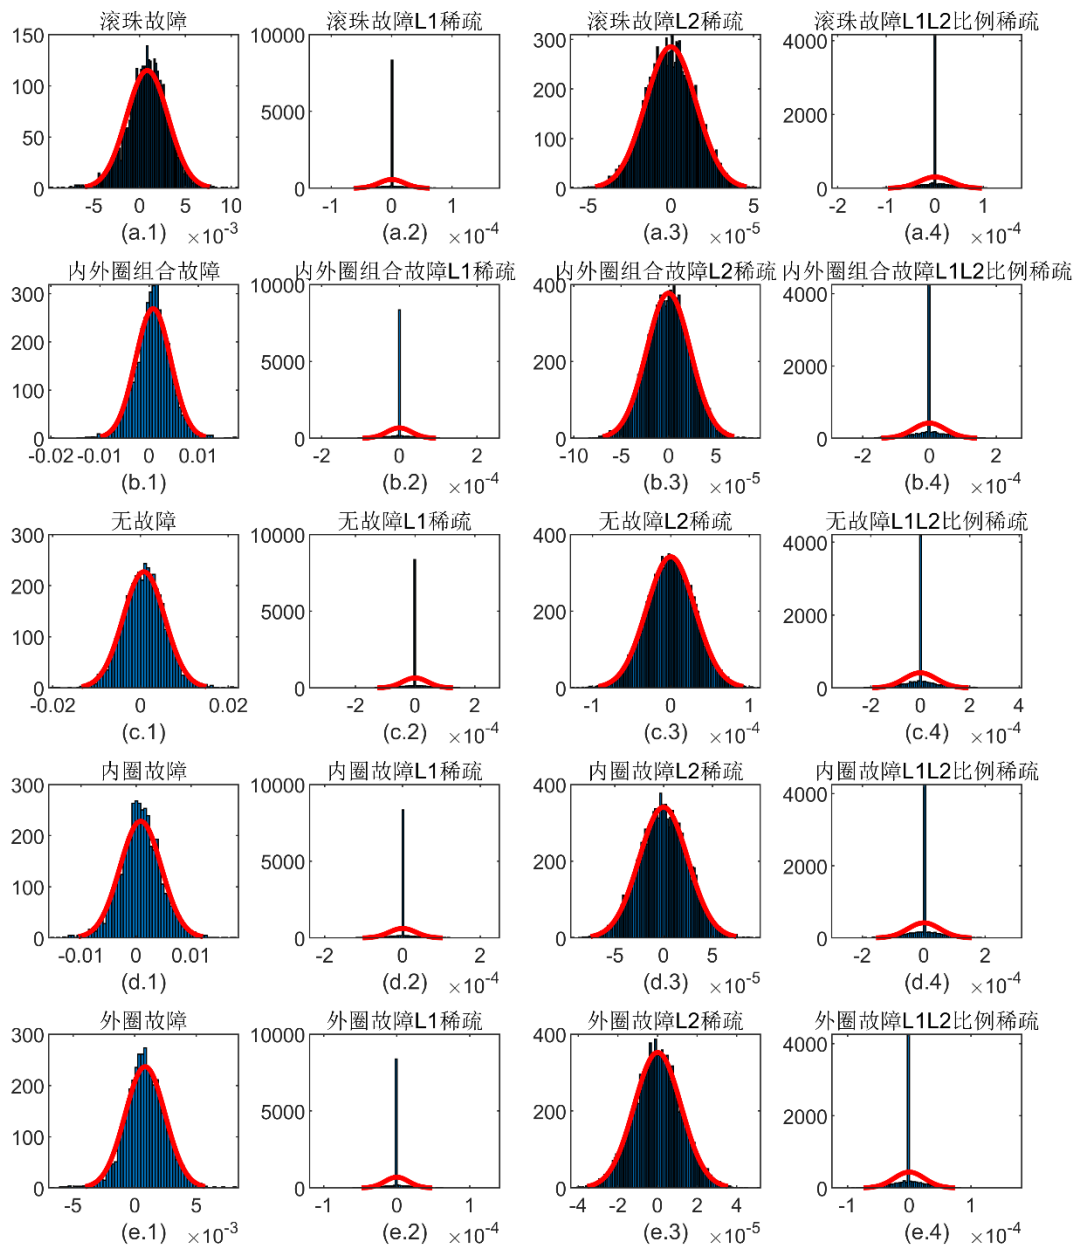 滚珠故障
滚珠故障L1稀疏
滚珠故障L2稀疏
滚珠故障L1L2比例稀疏
150
100
50
0
-5 0 5 10
(a.1) ×10-3
10000
5000
0
-1 0 1
(a.2) ×10-4
300
200
100
0
-5 0 5
(a.3) ×10-5
4000
2000
0
-2 -1 0 1
(a.4) ×10-4
内外圈组合故障
内外圈组合故障L1稀疏
内外圈组合故障L2稀疏
内外圈组合故障L1L2比例稀疏
300
200
100
0
-0.02 -0.01 0 0.01
(b.1)
10000
5000
0
-2 0 2
(b.2) ×10-4
400
200
0
-10 -5 0 5
(b.3) ×10-5
4000
2000
0
-2 0 2
(b.4) ×10-4
无故障
无故障L1稀疏
无故障L2稀疏
无故障L1L2比例稀疏
300
200
100
0
-0.02 0 0.02
(c.1)
10000
5000
0
-2 0 2
(c.2) ×10-4
400
200
0
-1 0 1
(c.3) ×10-4
4000
2000
0
-2 0 2 4
(c.4) ×10-4
内圈故障
内圈故障L1稀疏
内圈故障L2稀疏
内圈故障L1L2比例稀疏
300
200
100
0
-0.01 0 0.01
(d.1)
10000
5000
0
-2 0 2
(d.2) ×10-4
400
200
0
-5 0 5
(d.3) ×10-5
4000
2000
0
-2 0 2
(d.4) ×10-4
外圈故障
外圈故障L1稀疏
外圈故障L2稀疏
外圈故障L1L2比例稀疏
300
200
100
0
-5 0 5
(e.1) ×10-3
10000
5000
0
-1 0 1
(e.2) ×10-4
400
200
0
-4 -2 0 2 4
(e.3) ×10-5
4000
2000
0
-1 0 1
(e.4) ×10-4